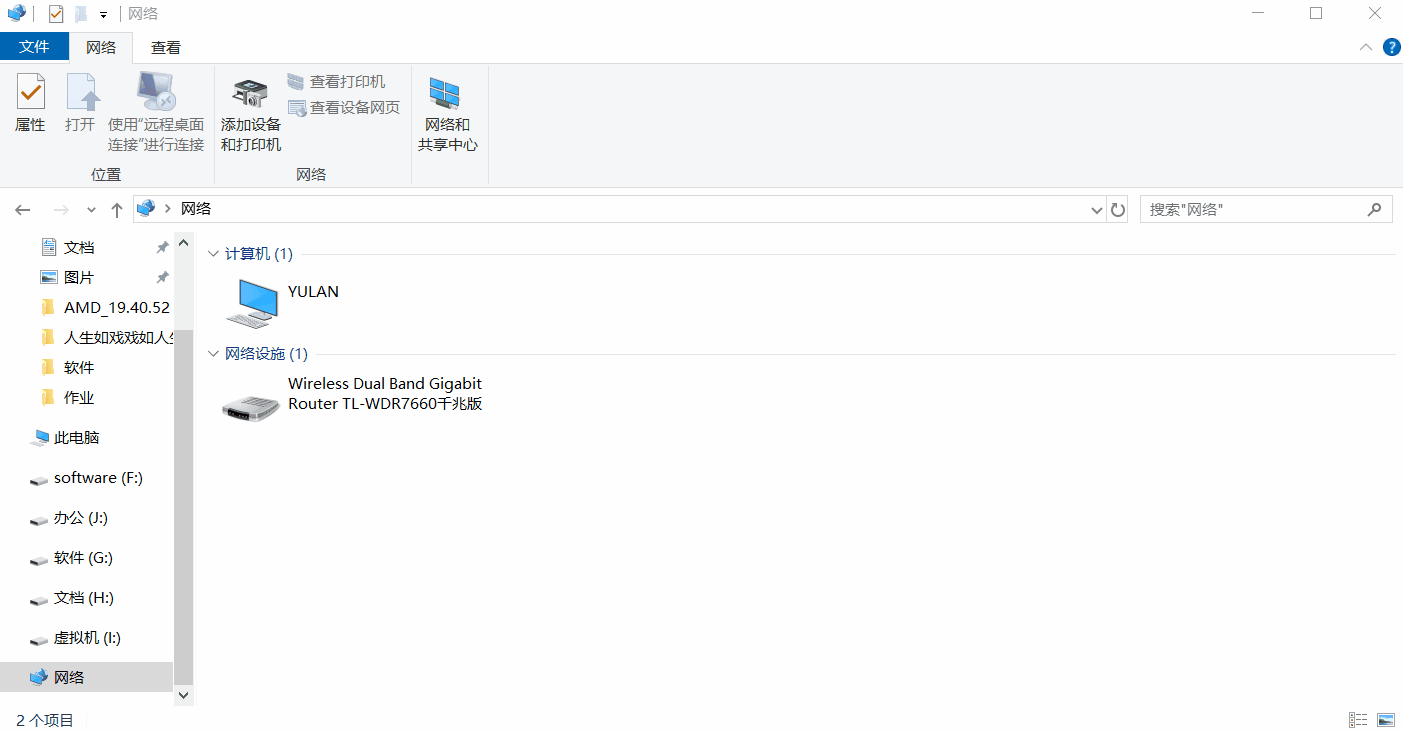 网络
文件
网络
查看
?
属性
打开
使用"远程桌面
连接"进行连接
位置
添加设备
和打印机
查看打印机
查看设备网页
网络
网络和
共享中心
网络
搜索"网络"
文档
图片
AMD_19.40.52
人生如戏戏如人生
软件
作业
此电脑
software (F:)
办公 (J:)
软件 (G:)
文档 (H:)
虚拟机 (I:)
网络
计算机 (1)
YULAN
网络设施 (1)
Wireless Dual Band Gigabit
Router TL-WDR7660千兆版
2 个项目